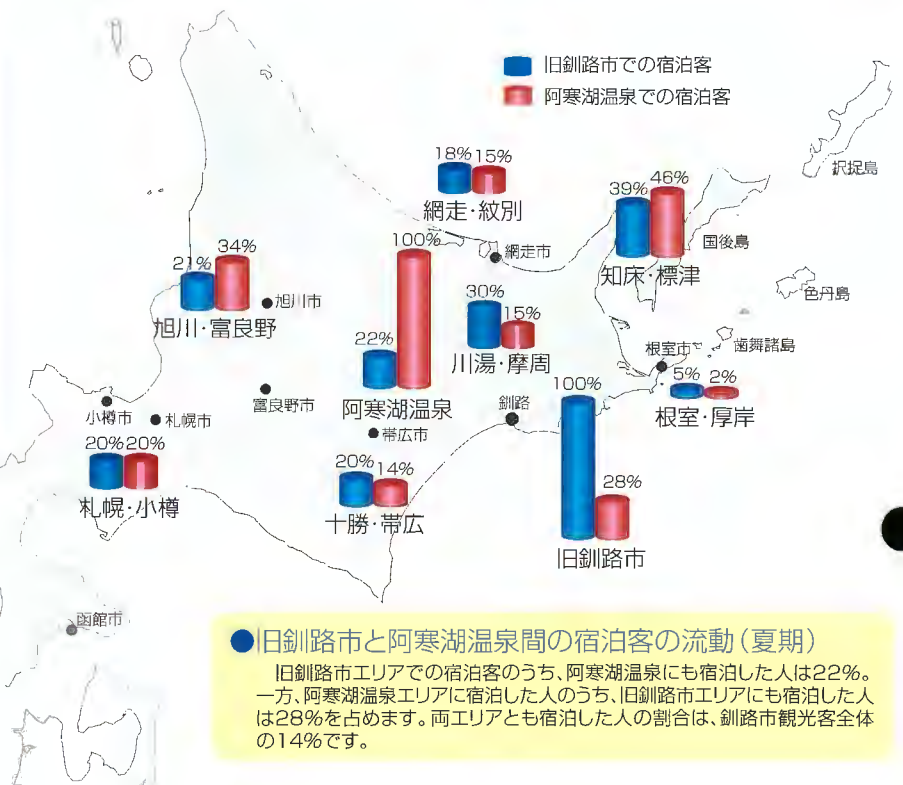 旧釧路市での宿泊客
阿寒湖温泉での宿泊客
択捉島
18% 15%
網走・紋別
39% 46%
知床・標津
国後島
網走市
100%
22%
阿寒湖温泉
21% 34%
旭川・富良野
旭川市
30% 15%
川湯・摩周
色丹島
歯舞諸島
根室市
5% 2%
根室・厚岸
小樽市
札幌市
富良野市
釧路
帯広市
20% 20%
札幌・小樽
20% 14%
十勝・帯広
100%
28%
旧釧路市
函館市
●旧釧路市と阿寒湖温泉間の宿泊客の流動(夏期)
旧釧路市エリアでの宿泊客のうち、阿寒湖温泉にも宿泊した人は22%。
一方、阿寒湖温泉エリアに宿泊した人のうち、旧釧路市エリアにも宿泊した人
は28%を占めます。両エリアとも宿泊した人の割合は、釧路市観光客全体
の14%です。